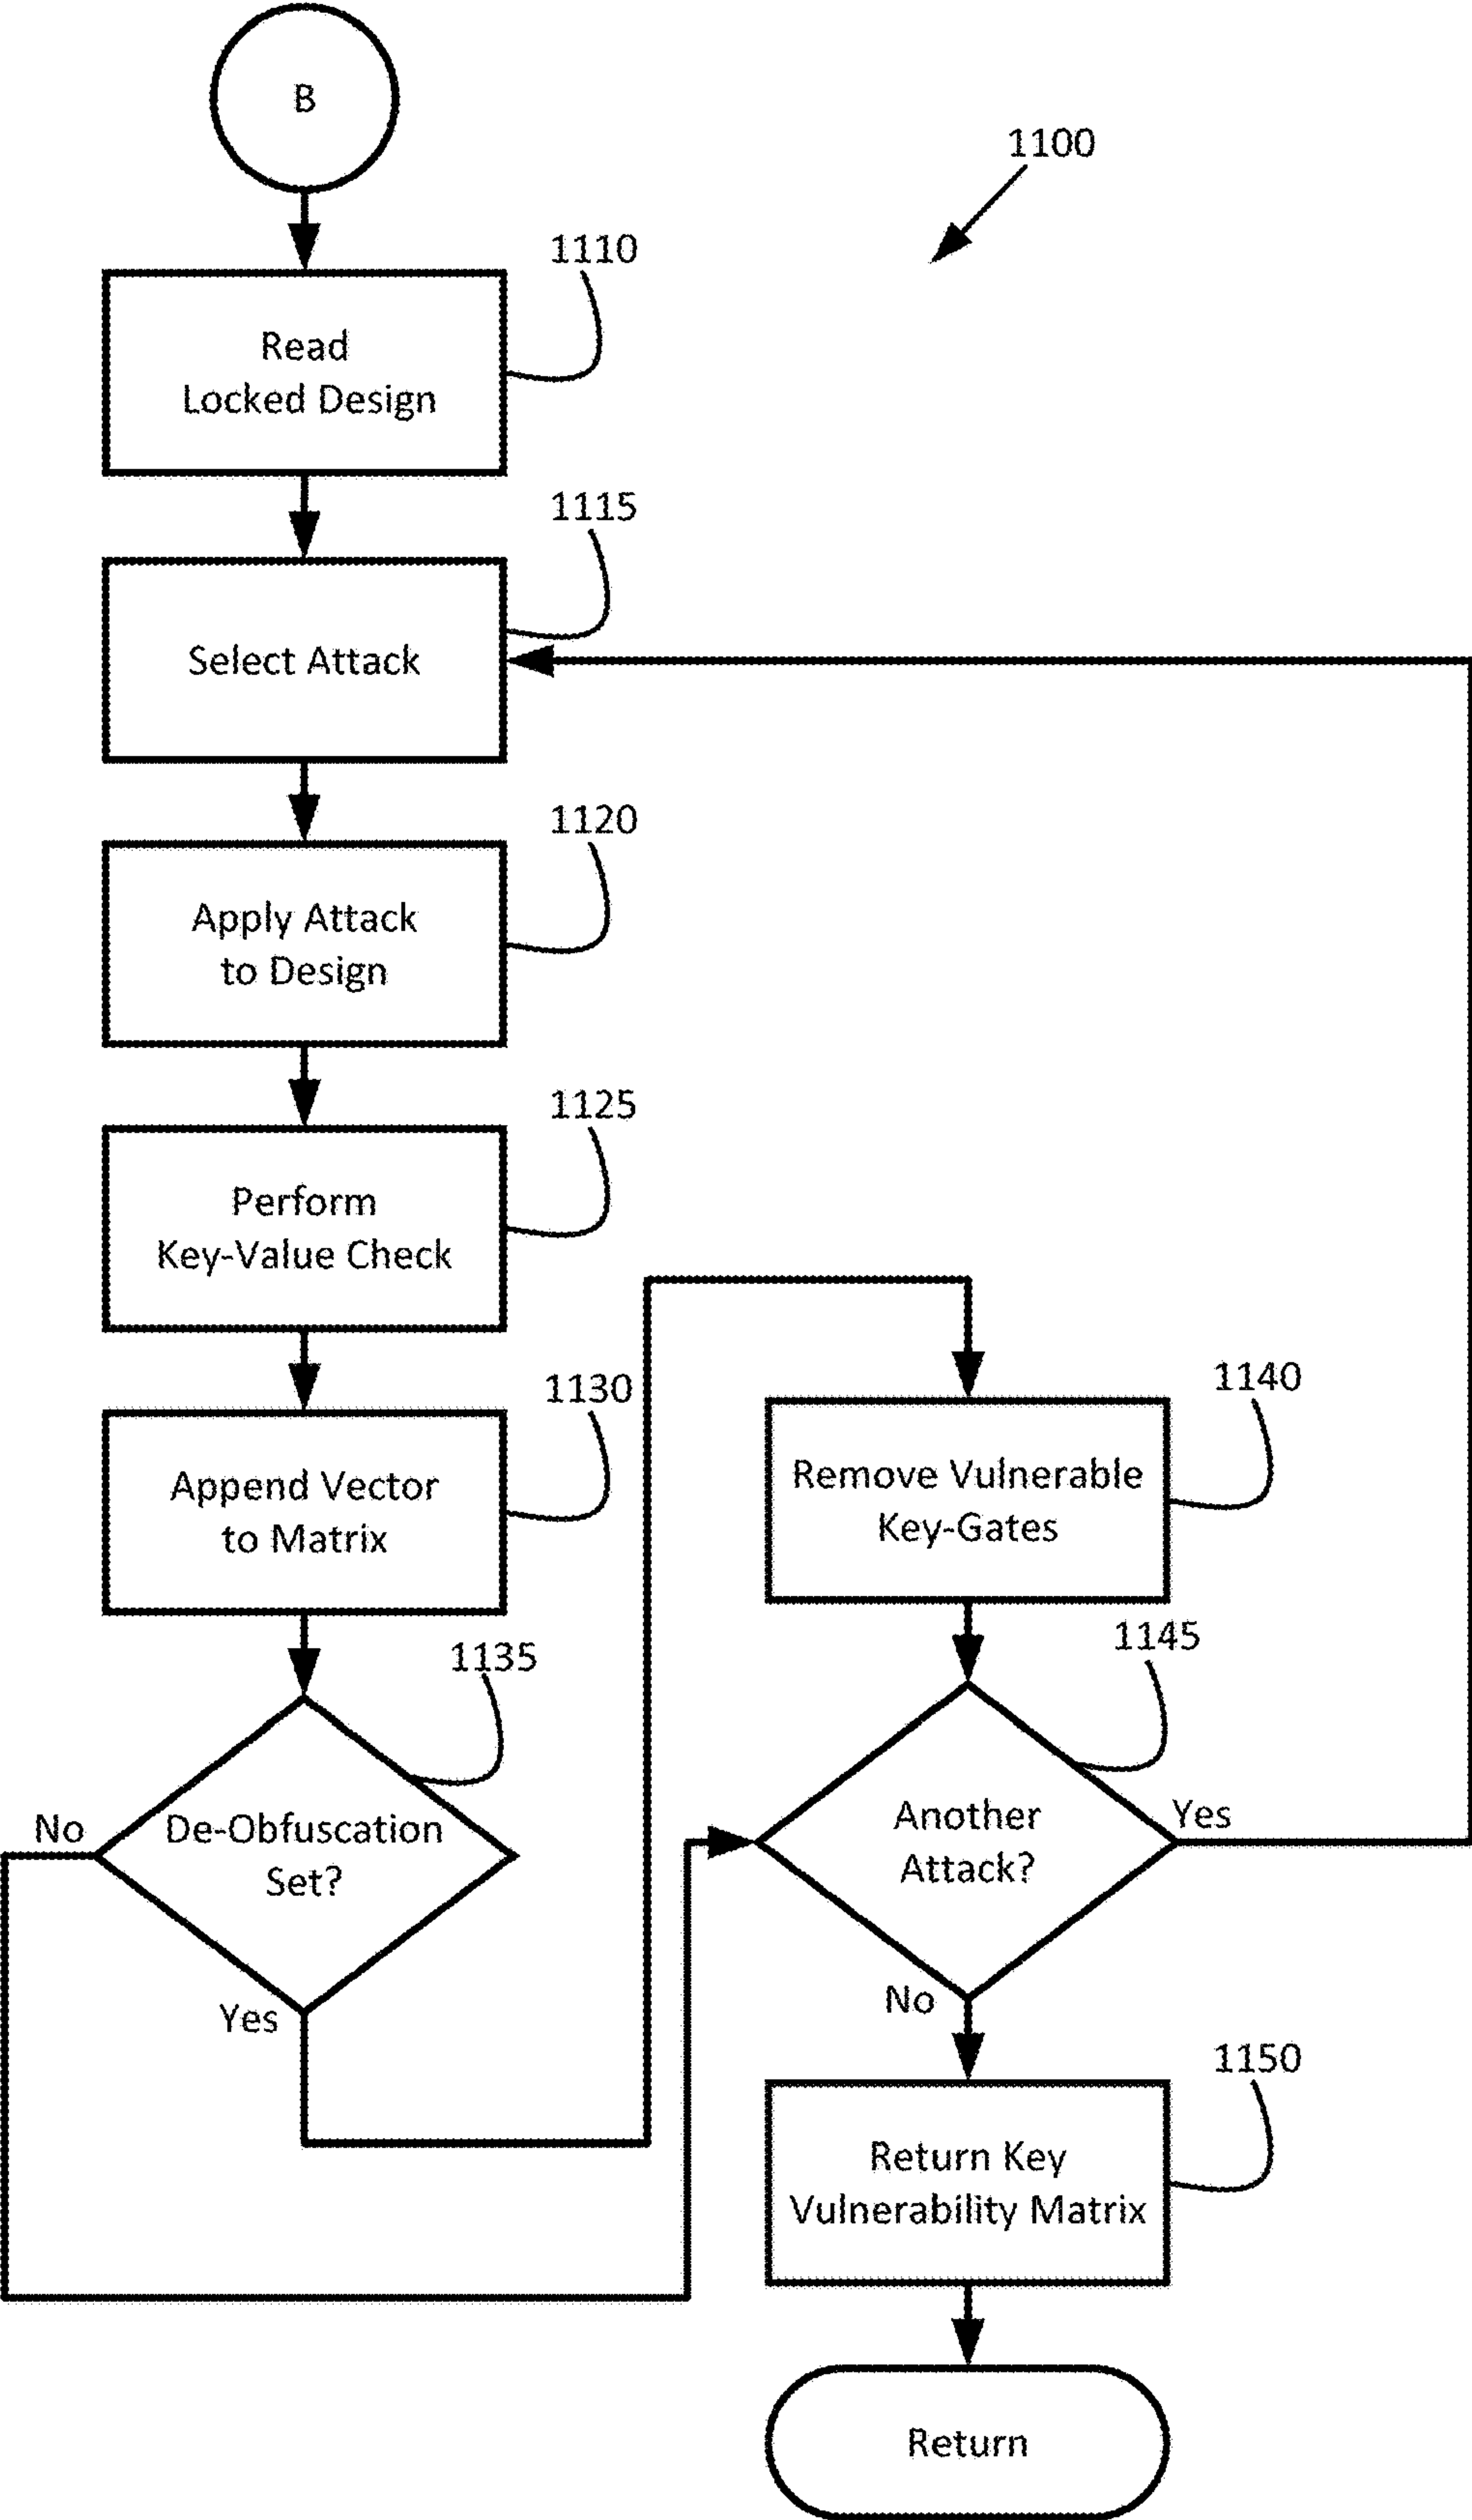 B
1100
1110
Read
Locked Design
1115
Select Attack
1120
Apply Attack
to Design
1125
Perform
Key-Value Check
1130
Append Vector
to Matrix
1135
De-Obfuscation
Set?
No
Yes
1140
Remove Vulnerable
Key-Gates
1145
Another
Attack?
Yes
No
1150
Return Key
Vulnerability Matrix
Return